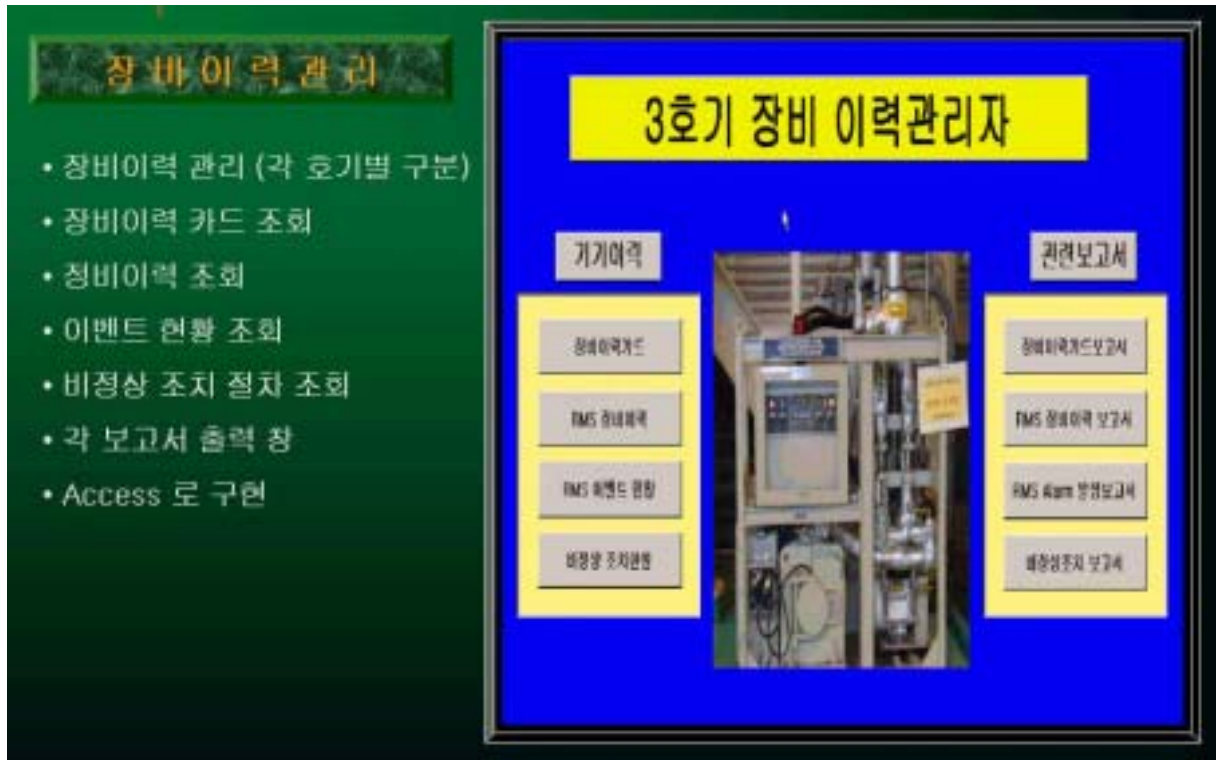 장비이력관리
• 장비이력 관리 (각 호기별 구분)
• 장비이력 카드 조회
• 정비이력 조회
• 이벤트 현황 조회
• 비정상 조치 절차 조회
• 각 보고서 출력 창
• Access 로 구현
3호기 장비 이력관리자
기기이력
장비이력카드
RMS 정비이력
RMS 이벤트 현황
비정상 조치현황
관련보고서
장비이력카드보고서
RMS 정비이력 보고서
RMS Alarm 발생보고서
비정상조치 보고서